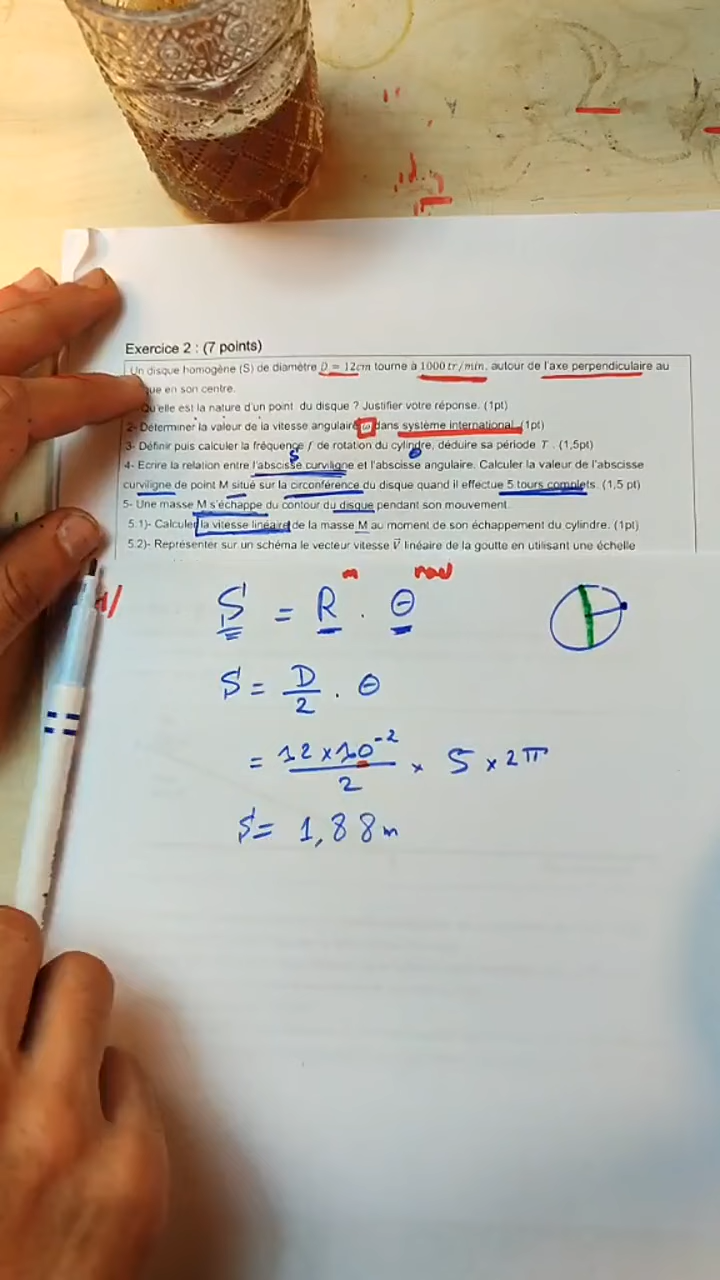 Exercice 2 : (7 points)
Un disque homogène (S) de diamètre D = 12cm tourne à 1000 tr/min, autour de l'axe perpendiculaire au
que en son centre.
Qu'elle est la nature d'un point du disque ? Justifier votre réponse. (1pt)
2- Déterminer la valeur de la vitesse angulaire ω dans système international (1pt)
3- Définir puis calculer la fréquence f de rotation du cylindre, déduire sa période T . (1,5pt)
S θ
4- Ecrire la relation entre l'abscisse curviligne et l'abscisse angulaire. Calculer la valeur de l'abscisse
curviligne de point M situé sur la circonférence du disque quand il effectue 5 tours complets. (1,5 pt)
5- Une masse M s'échappe du contour du disque pendant son mouvement.
5.1)- Calculer la vitesse linéaire de la masse M au moment de son échappement du cylindre. (1pt)
5.2)- Représenter sur un schéma le vecteur vitesse V⃗ linéaire de la goutte en utilisant une échelle
m rad
S = R . θ
S = D/2 . θ
= 12 × 10⁻²/2 × 5 × 2π
S = 1,88 m